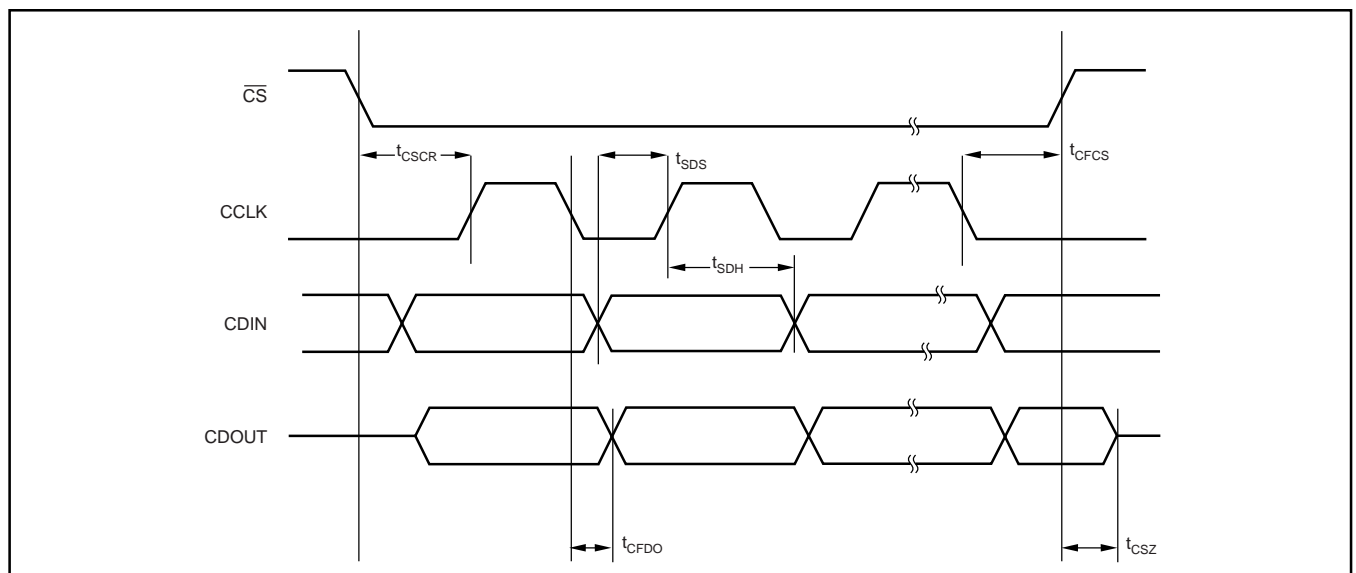 CS
tCSCR
tSDS
tCFCS
CCLK
tSDH
CDIN
CDOUT
tCFDO
tCSZ